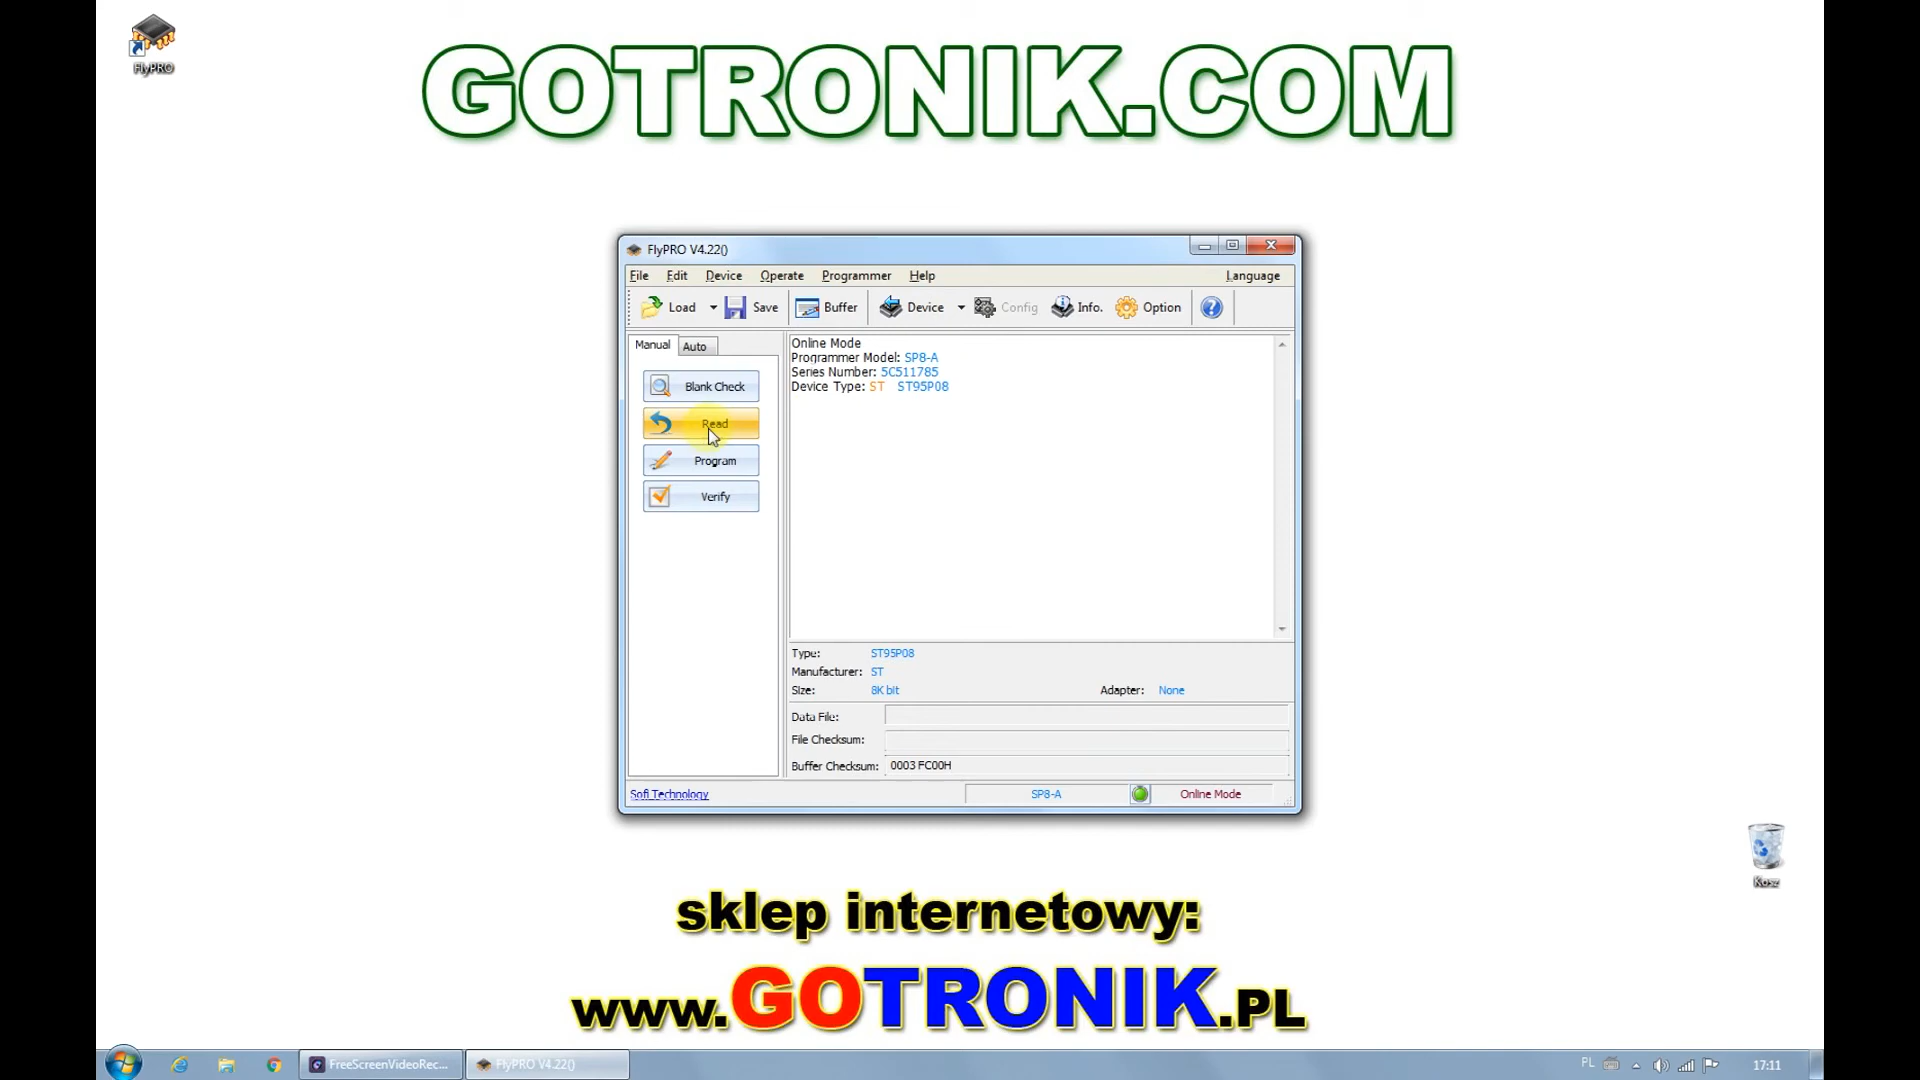 FlyPRO
GOTRONIK.COM
FlyPRO V4.22()
File Edit Device Operate Programmer Help Language
Load Save Buffer Device Config Info. Option
Manual Auto
Blank Check
Read
Program
Verify
Online Mode
Programmer Model: SP8-A
Series Number: 5C511785
Device Type: ST ST95P08
Type: ST95P08
Manufacturer: ST
Size: 8K bit Adapter: None
Data File:
File Checksum:
Buffer Checksum: 0003 FC00H
Sofi Technology SP8-A Online Mode
Kosz
sklep internetowy:
www.GOTRONIK.PL
FreeScreenVideoRec... FlyPRO V4.22() PL 17:11